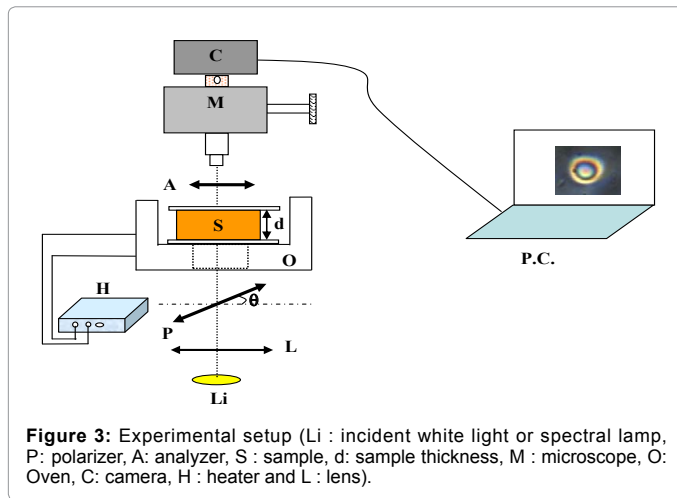 C
M
A
S
d
O
H
θ
P
L
Li
P.C.
Figure 3: Experimental setup (Li : incident white light or spectral lamp,
P: polarizer, A: analyzer, S : sample, d: sample thickness, M : microscope, O:
Oven, C: camera, H : heater and L : lens).